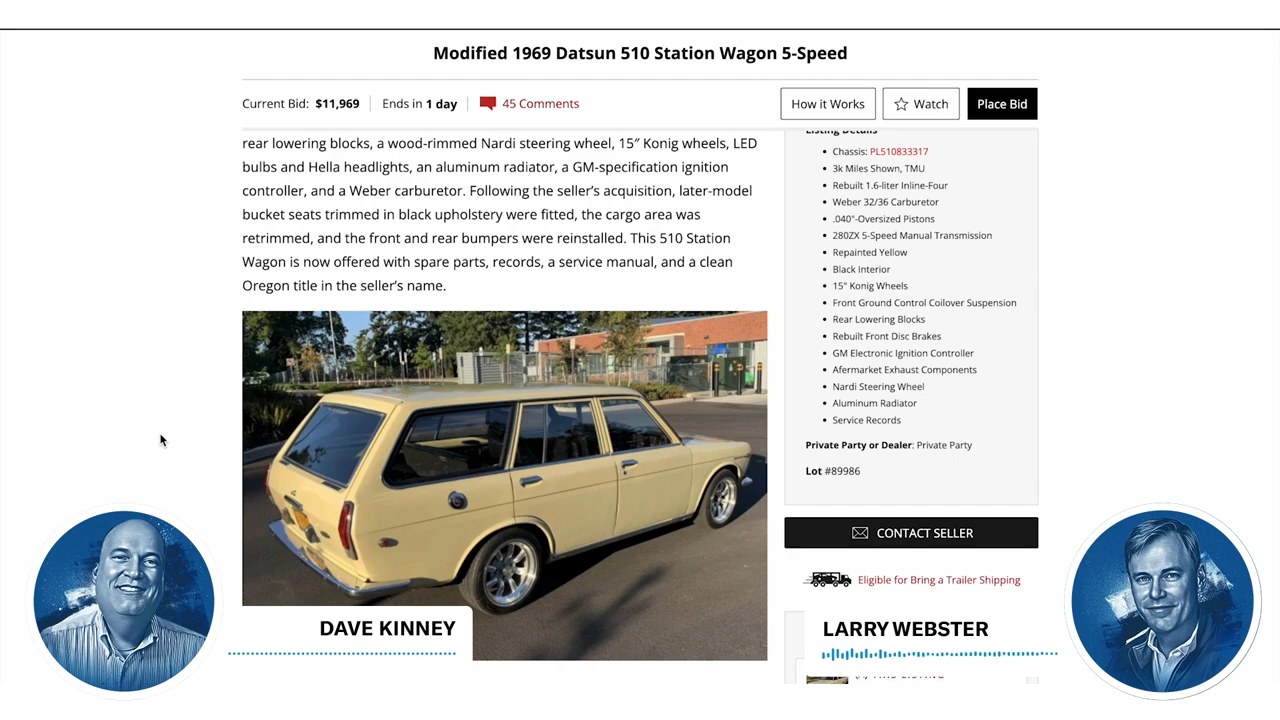 Modified 1969 Datsun 510 Station Wagon 5-Speed
Current Bid: $11,969 Ends in 1 day 45 Comments
How it Works Watch Place Bid
rear lowering blocks, a wood-rimmed Nardi steering wheel, 15″ Konig wheels, LED
bulbs and Hella headlights, an aluminum radiator, a GM-specification ignition
controller, and a Weber carburetor. Following the seller’s acquisition, later-model
bucket seats trimmed in black upholstery were fitted, the cargo area was
retrimmed, and the front and rear bumpers were reinstalled. This 510 Station
Wagon is now offered with spare parts, records, a service manual, and a clean
Oregon title in the seller’s name.
Listing Details
Chassis: PL510833317
3k Miles Shown, TMU
Rebuilt 1.6-liter Inline-Four
Weber 32/36 Carburetor
.040"-Oversized Pistons
280ZX 5-Speed Manual Transmission
Repainted Yellow
Black Interior
15" Konig Wheels
Front Ground Control Coilover Suspension
Rear Lowering Blocks
Rebuilt Front Disc Brakes
GM Electronic Ignition Controller
Afermarket Exhaust Components
Nardi Steering Wheel
Aluminum Radiator
Service Records
Private Party or Dealer: Private Party
Lot #89986
CONTACT SELLER
Eligible for Bring a Trailer Shipping
DAVE KINNEY
LARRY WEBSTER